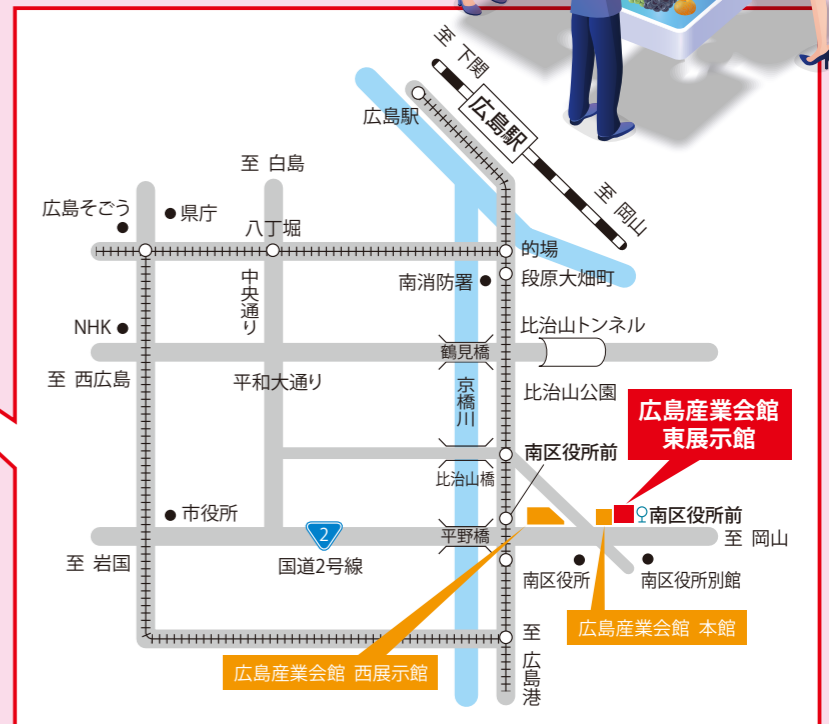 至 下関
広島駅
広島駅
至 岡山
至 白島
広島そごう
県庁
八丁堀
的場
中央通り
南消防署
段原大畑町
NHK
比治山トンネル
鶴見橋
至 西広島
平和大通り
京橋川
比治山公園
広島産業会館
東展示館
南区役所前
比治山橋
市役所
2
平野橋
南区役所前
至 岡山
至 岩国
国道2号線
南区役所
南区役所別館
広島産業会館 本館
至 広島港
広島産業会館 西展示館